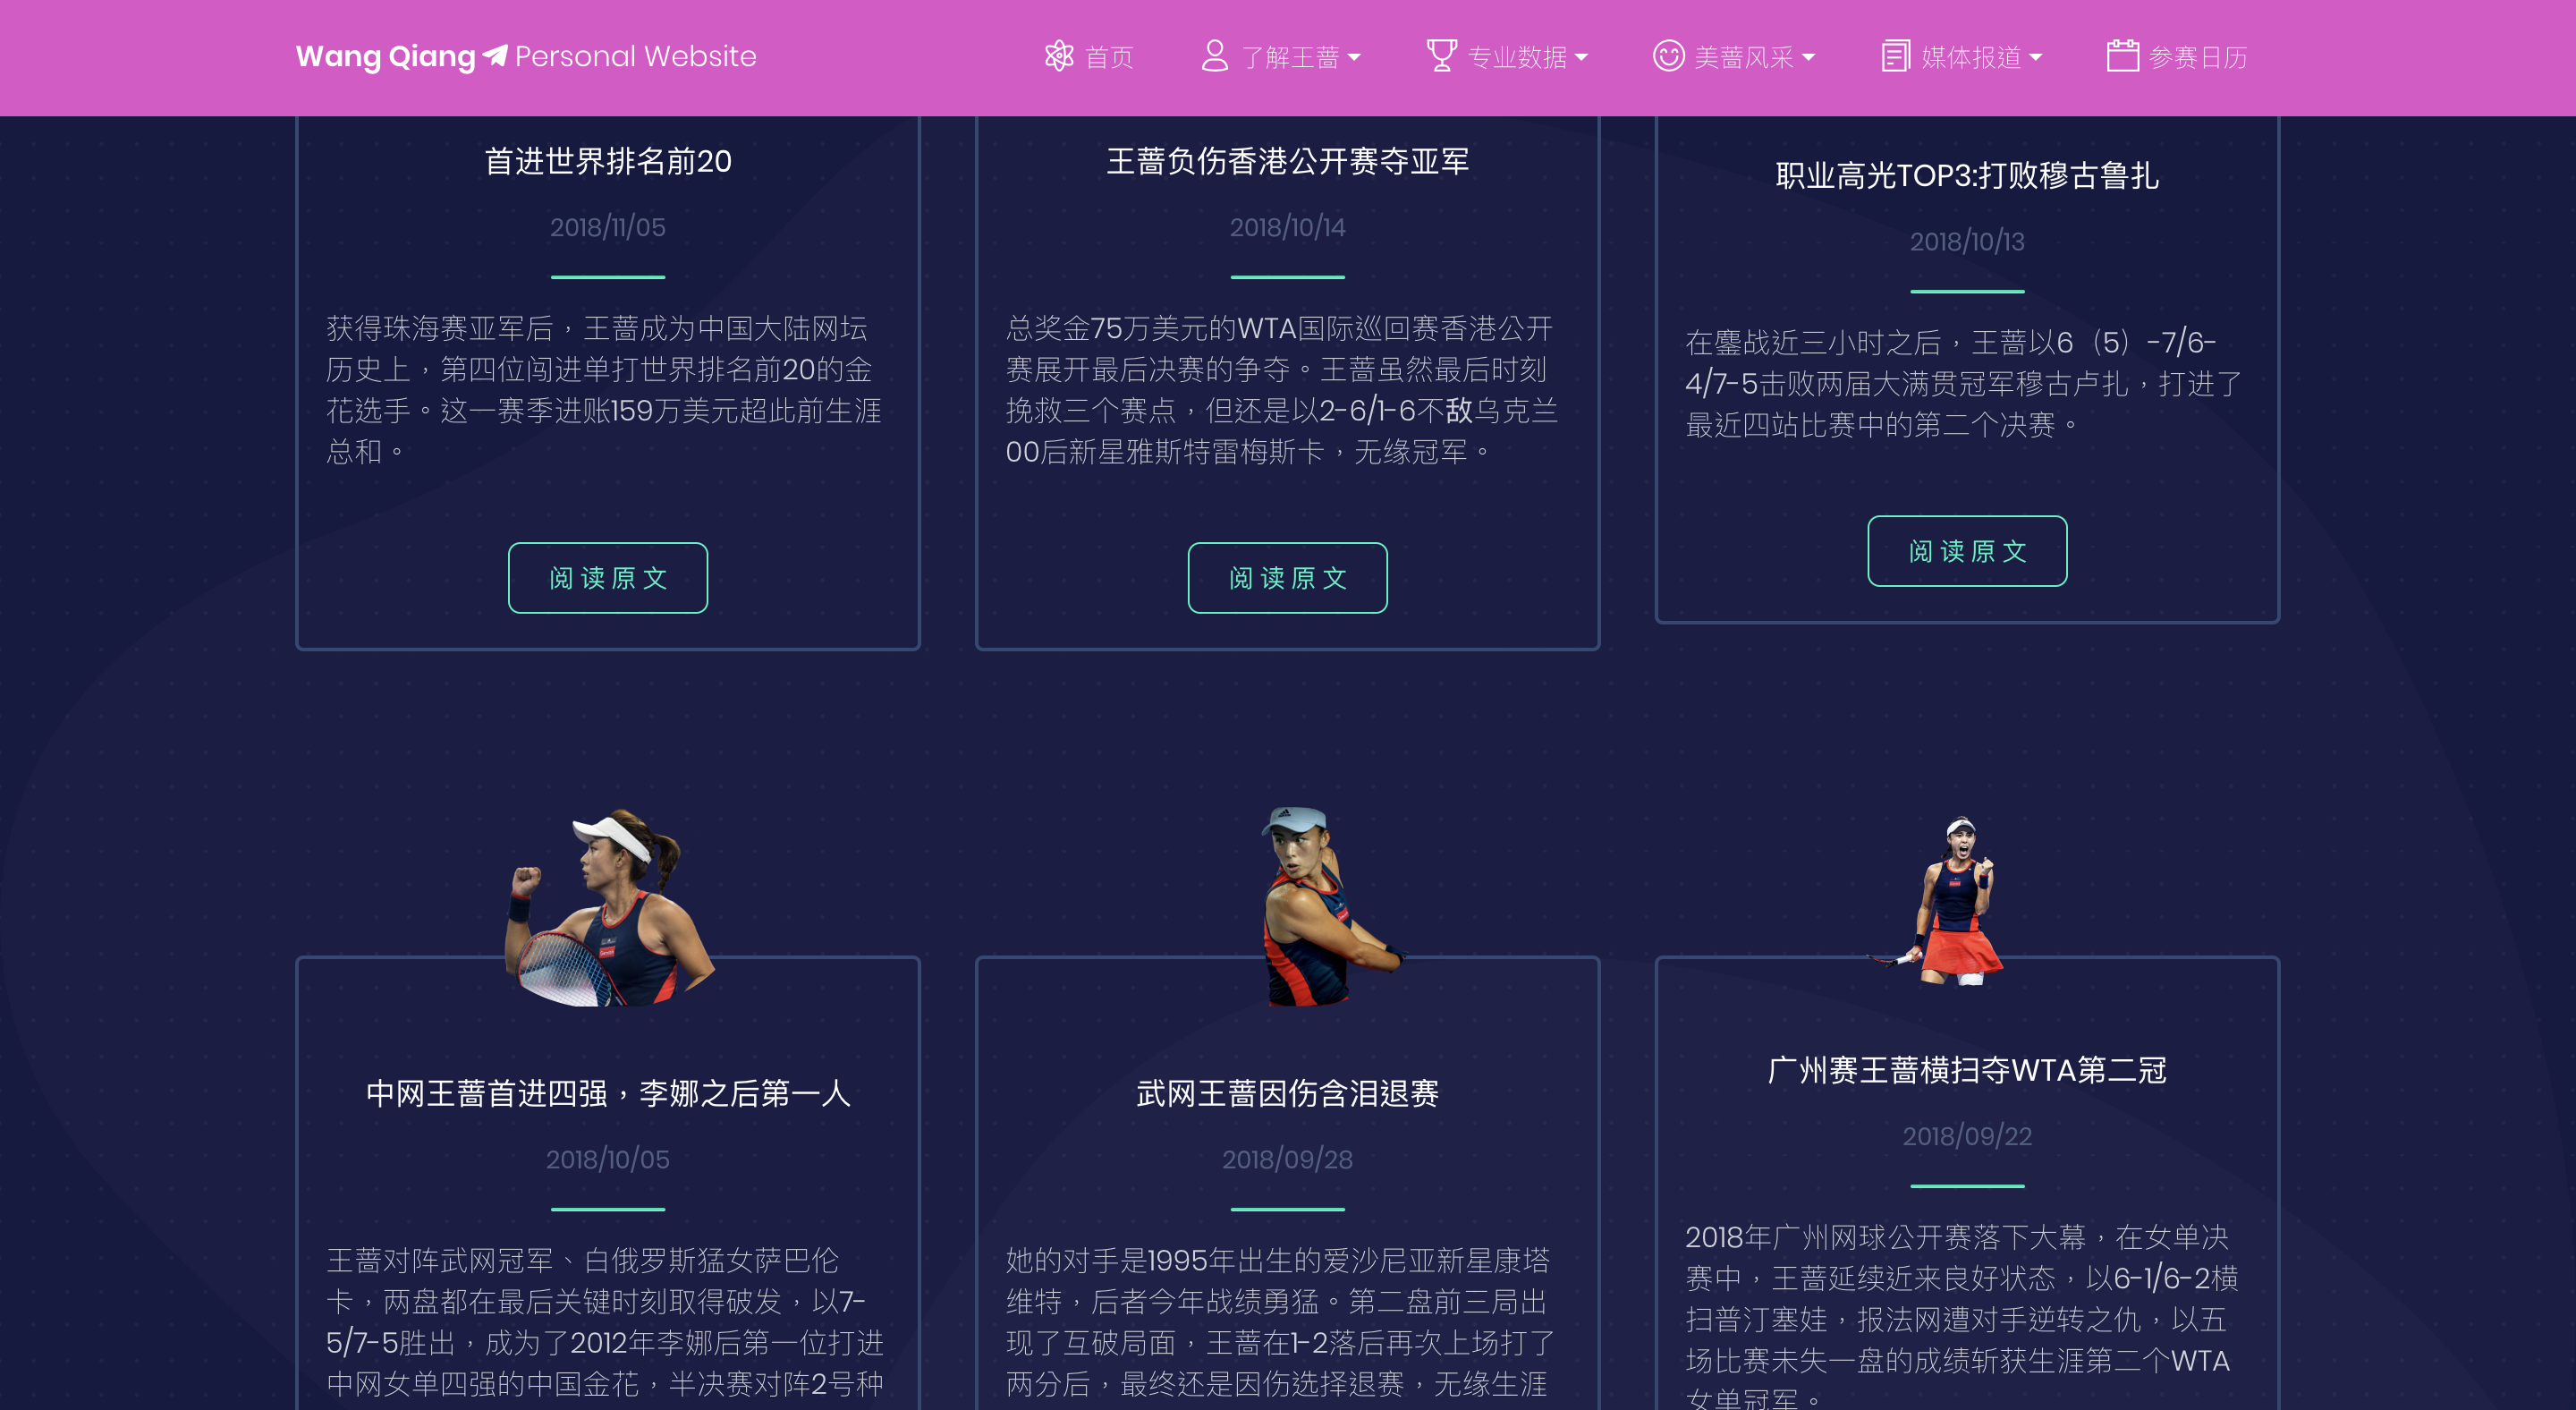 Wang Qiang Personal Website
首页 了解王蔷 专业数据 美蔷风采 媒体报道 参赛日历
首进世界排名前20
2018/11/05
获得珠海赛亚军后，王蔷成为中国大陆网坛
历史上，第四位闯进单打世界排名前20的金
花选手。这一赛季进账159万美元超此前生涯
总和。
阅读原文
王蔷负伤香港公开赛夺亚军
2018/10/14
总奖金75万美元的WTA国际巡回赛香港公开
赛展开最后决赛的争夺。王蔷虽然最后时刻
挽救三个赛点，但还是以2-6/1-6不敌乌克兰
00后新星雅斯特雷梅斯卡，无缘冠军。
阅读原文
职业高光TOP3:打败穆古鲁扎
2018/10/13
在鏖战近三小时之后，王蔷以6（5）-7/6-
4/7-5击败两届大满贯冠军穆古卢扎，打进了
最近四站比赛中的第二个决赛。
阅读原文
中网王蔷首进四强，李娜之后第一人
2018/10/05
王蔷对阵武网冠军、白俄罗斯猛女萨巴伦
卡，两盘都在最后关键时刻取得破发，以7-
5/7-5胜出，成为了2012年李娜后第一位打进
中网女单四强的中国金花，半决赛对阵2号种
武网王蔷因伤含泪退赛
2018/09/28
她的对手是1995年出生的爱沙尼亚新星康塔
维特，后者今年战绩勇猛。第二盘前三局出
现了互破局面，王蔷在1-2落后再次上场打了
两分后，最终还是因伤选择退赛，无缘生涯
广州赛王蔷横扫夺WTA第二冠
2018/09/22
2018年广州网球公开赛落下大幕，在女单决
赛中，王蔷延续近来良好状态，以6-1/6-2横
扫普汀塞娃，报法网遭对手逆转之仇，以五
场比赛未失一盘的成绩斩获生涯第二个WTA
女单冠军。